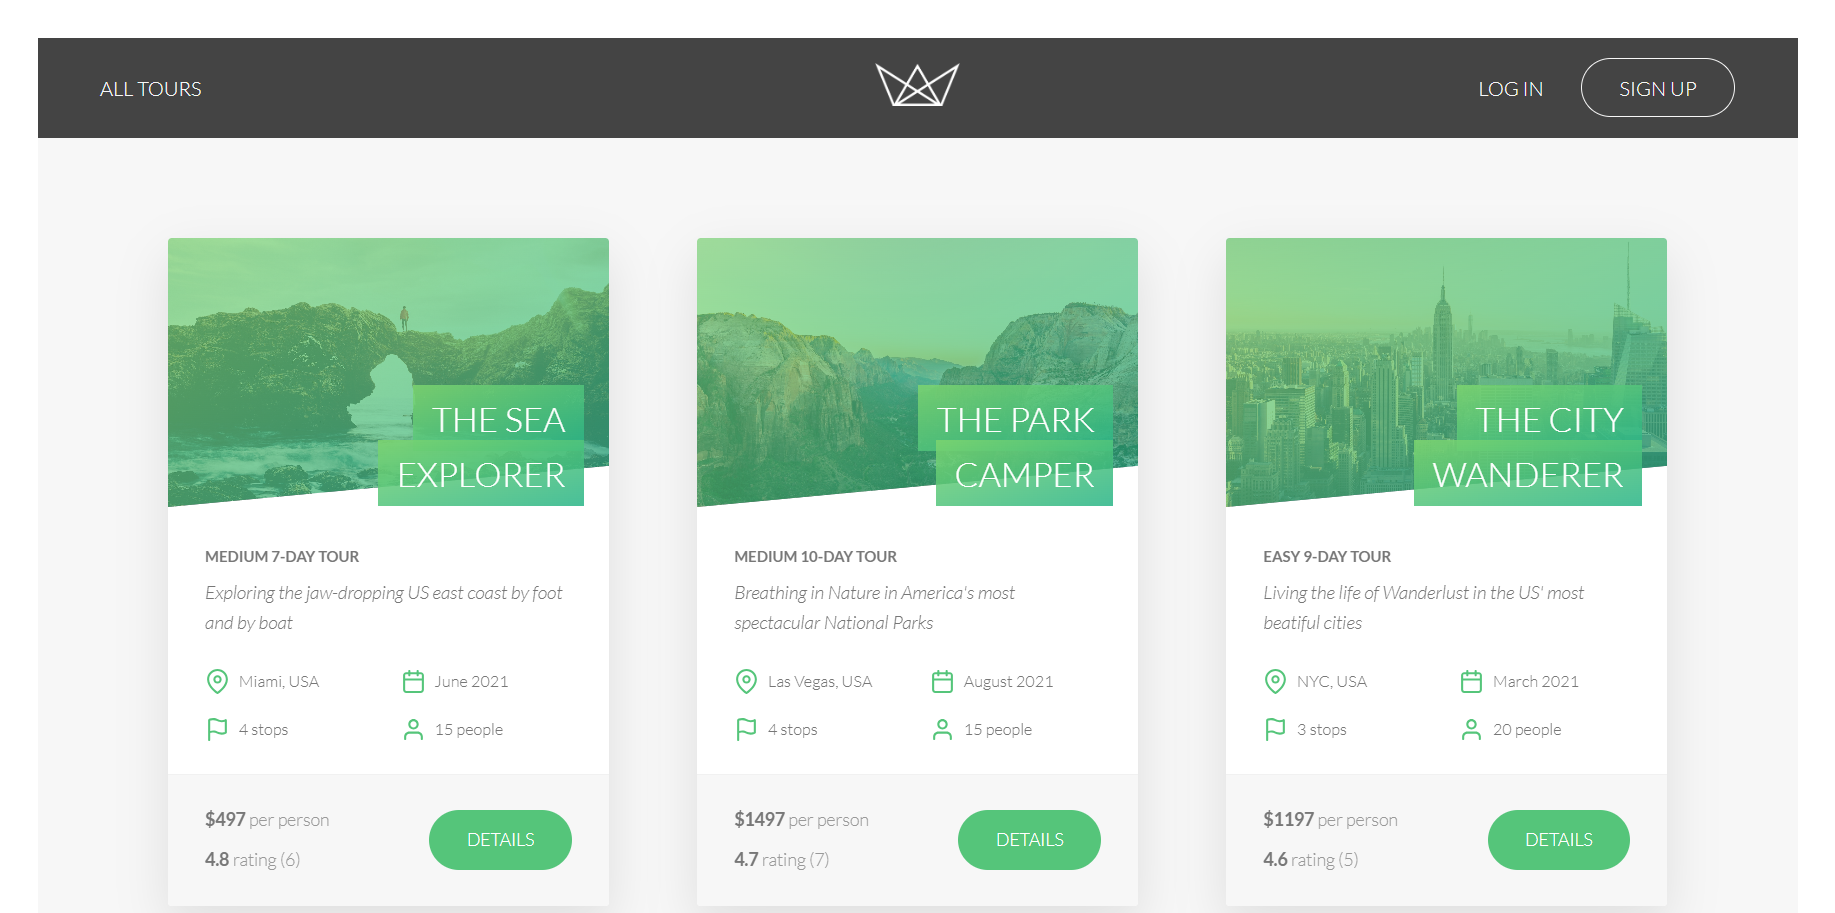 ALL TOURS
LOG IN
SIGN UP
THE SEA
EXPLORER
MEDIUM 7-DAY TOUR
Exploring the jaw-dropping US east coast by foot
and by boat
Miami, USA
June 2021
4 stops
15 people
$497 per person
4.8 rating (6)
DETAILS
THE PARK
CAMPER
MEDIUM 10-DAY TOUR
Breathing in Nature in America's most
spectacular National Parks
Las Vegas, USA
August 2021
4 stops
15 people
$1497 per person
4.7 rating (7)
DETAILS
THE CITY
WANDERER
EASY 9-DAY TOUR
Living the life of Wanderlust in the US' most
beatiful cities
NYC, USA
March 2021
3 stops
20 people
$1197 per person
4.6 rating (5)
DETAILS